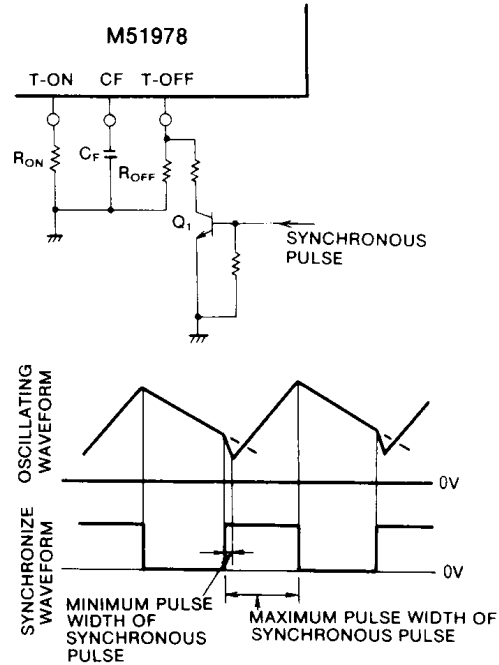 M51978
T-ON CF T-OFF
RON
CF
ROFF
Q1
SYNCHRONOUS
PULSE
OSCILLATING
WAVEFORM
0V
SYNCHRONIZE
WAVEFORM
0V
MINIMUM PULSE
WIDTH OF
SYNCHRONOUS
PULSE
MAXIMUM PULSE WIDTH OF
SYNCHRONOUS PULSE